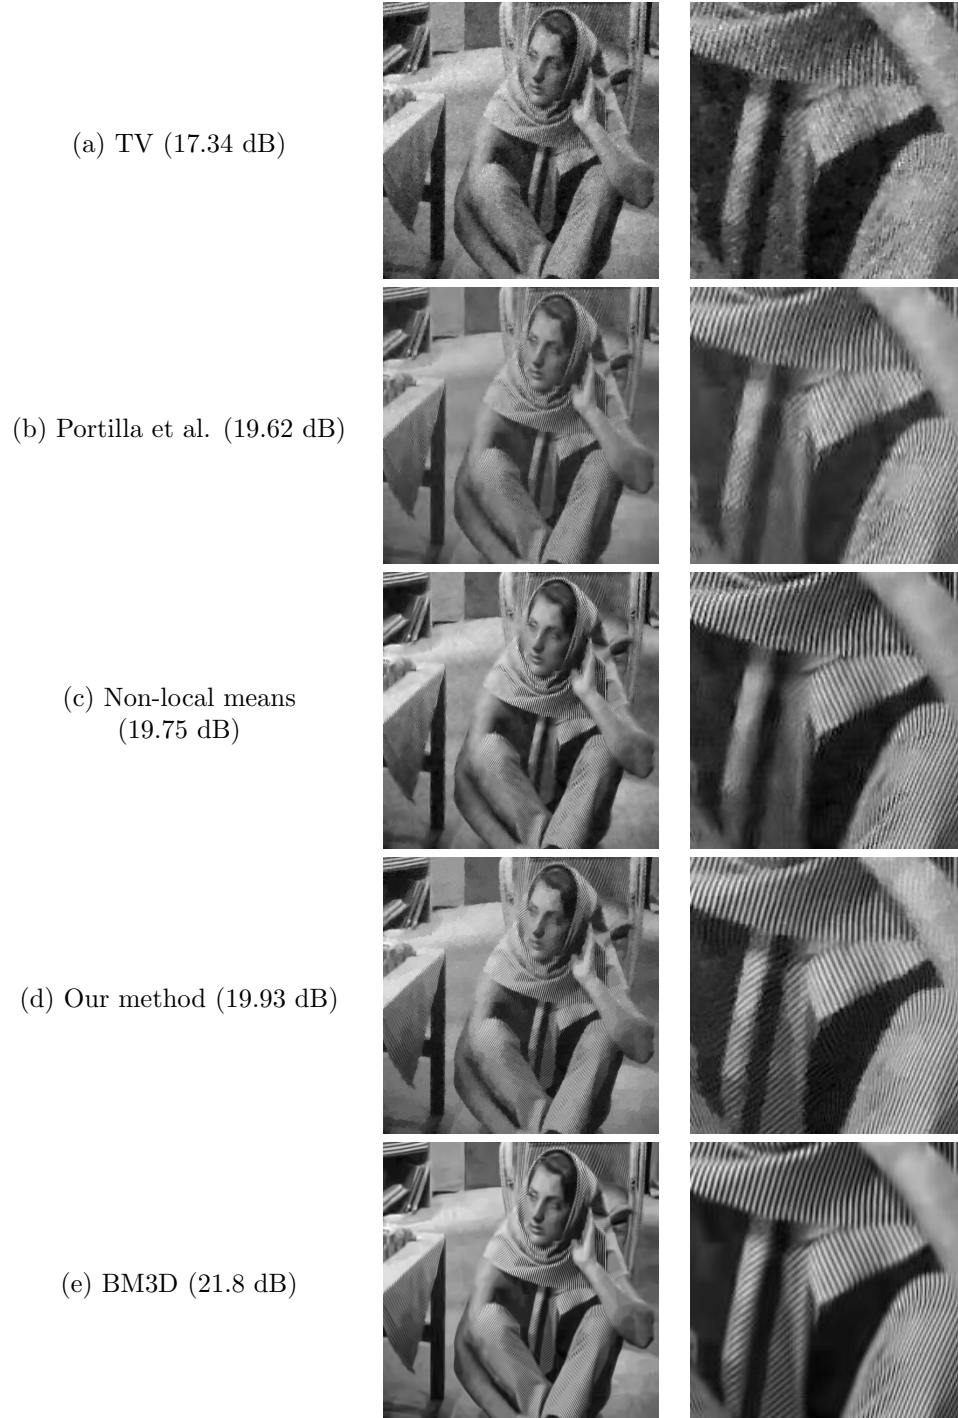 (a) TV (17.34 dB)
(b) Portilla et al. (19.62 dB)
(c) Non-local means
(19.75 dB)
(d) Our method (19.93 dB)
(e) BM3D (21.8 dB)